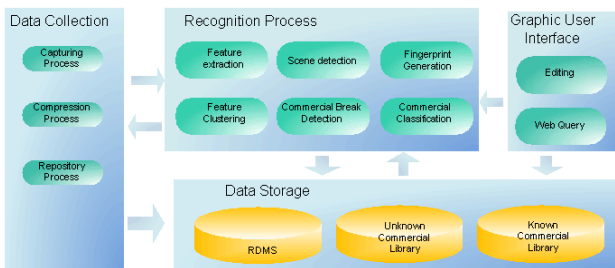 Data Collection
Capturing
Process
Compression
Process
Repository
Process
Recognition Process
Feature
extraction
Scene detection
Fingerprint
Generation
Feature
Clustering
Commercial Break
Detection
Commercial
Classification
Graphic User
Interface
Editing
Web Query
Data Storage
RDMS
Unknown
Commercial
Library
Known
Commercial
Library